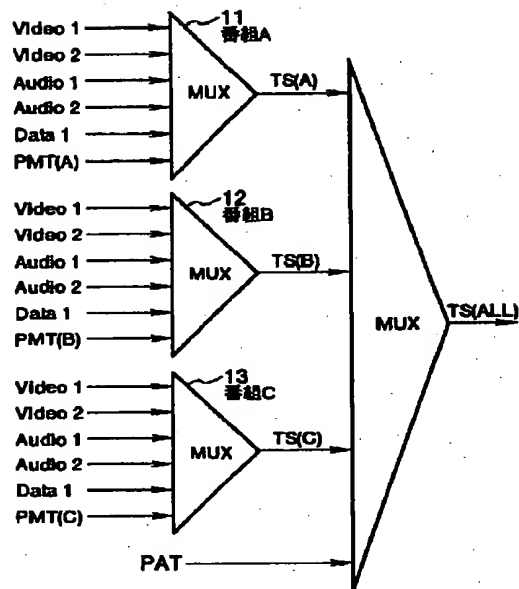 11
番組A
Video 1
Video 2
Audio 1
Audio 2
Data 1
PMT(A)
MUX
TS(A)
12
番組B
Video 1
Video 2
Audio 1
Audio 2
Data 1
PMT(B)
MUX
TS(B)
13
番組C
Video 1
Video 2
Audio 1
Audio 2
Data 1
PMT(C)
MUX
TS(C)
PAT
MUX
TS(ALL)